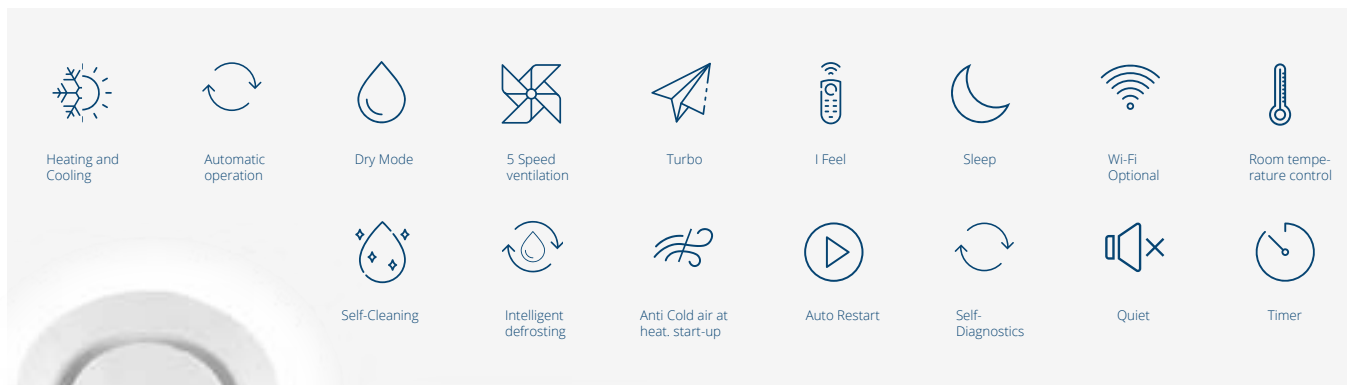 Heating and
Cooling
Automatic
operation
Dry Mode
5 Speed
ventilation
Turbo
I Feel
Sleep
Wi-Fi
Optional
Room tempe-
rature control
Self-Cleaning
Intelligent
defrosting
Anti Cold air at
heat. start-up
Auto Restart
Self-
Diagnostics
Quiet
Timer